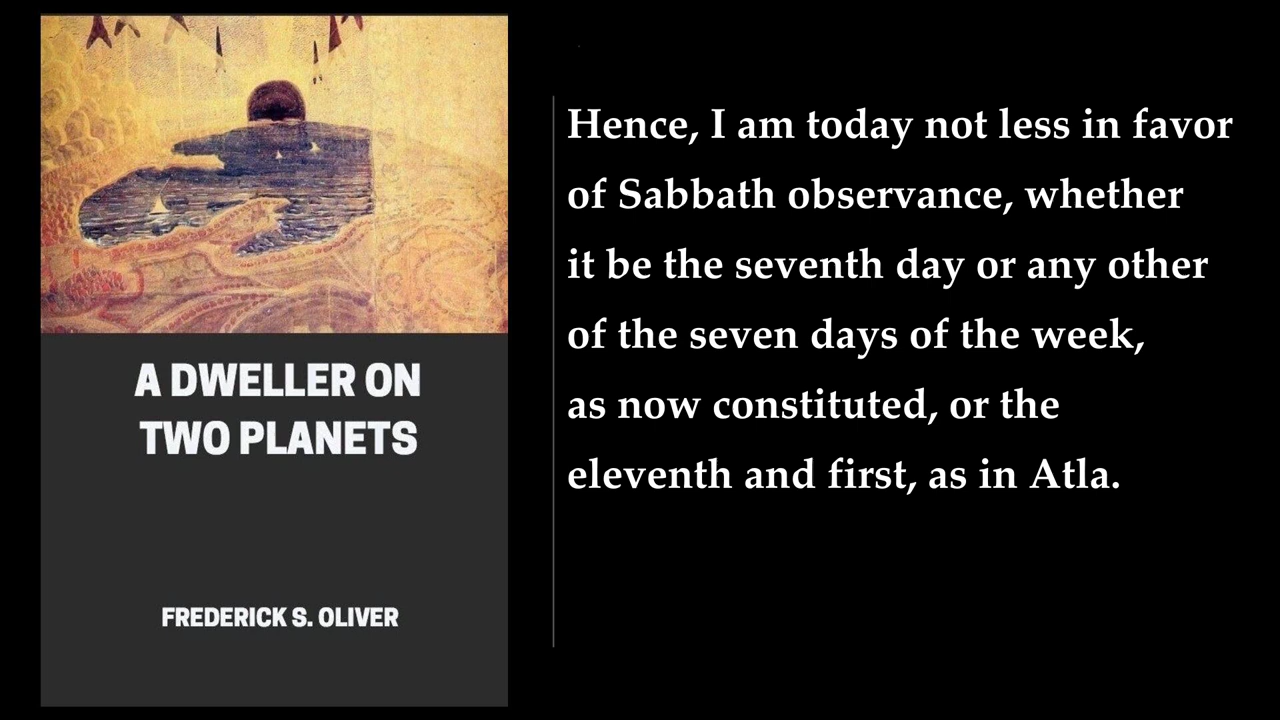 A DWELLER ON
TWO PLANETS
FREDERICK S. OLIVER
Hence, I am today not less in favor
of Sabbath observance, whether
it be the seventh day or any other
of the seven days of the week,
as now constituted, or the
eleventh and first, as in Atla.